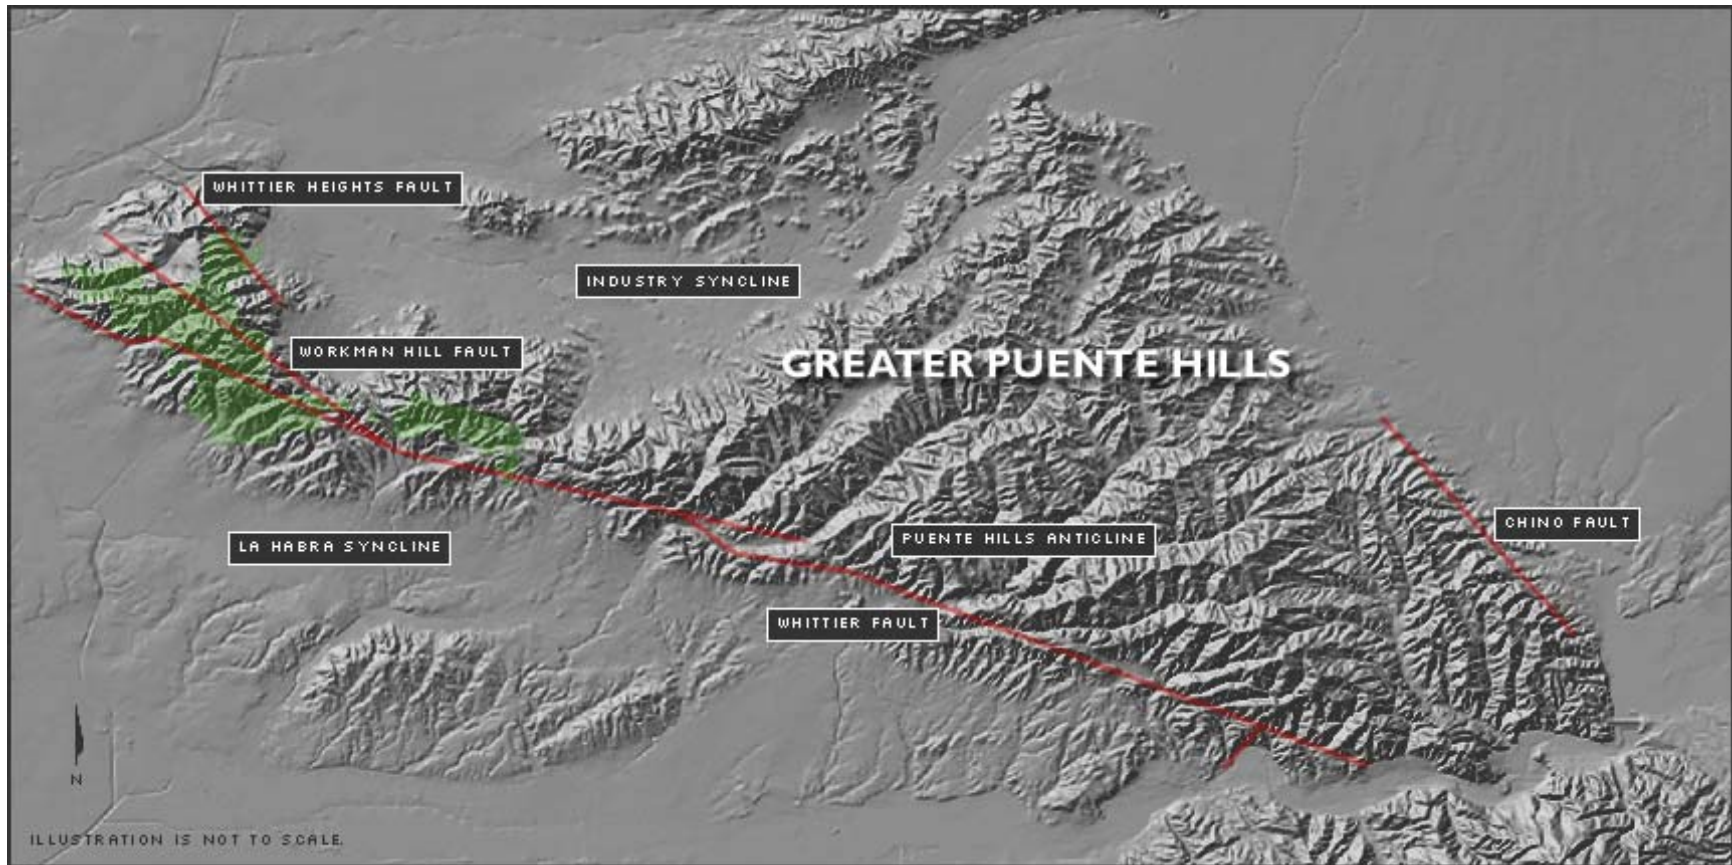 WHITTIER HEIGHTS FAULT
INDUSTRY SYNCLINE
WORKMAN HILL FAULT
GREATER PUENTE HILLS
CHINO FAULT
LA HABRA SYNCLINE
PUENTE HILLS ANTICLINE
WHITTIER FAULT
N
ILLUSTRATION IS NOT TO SCALE.